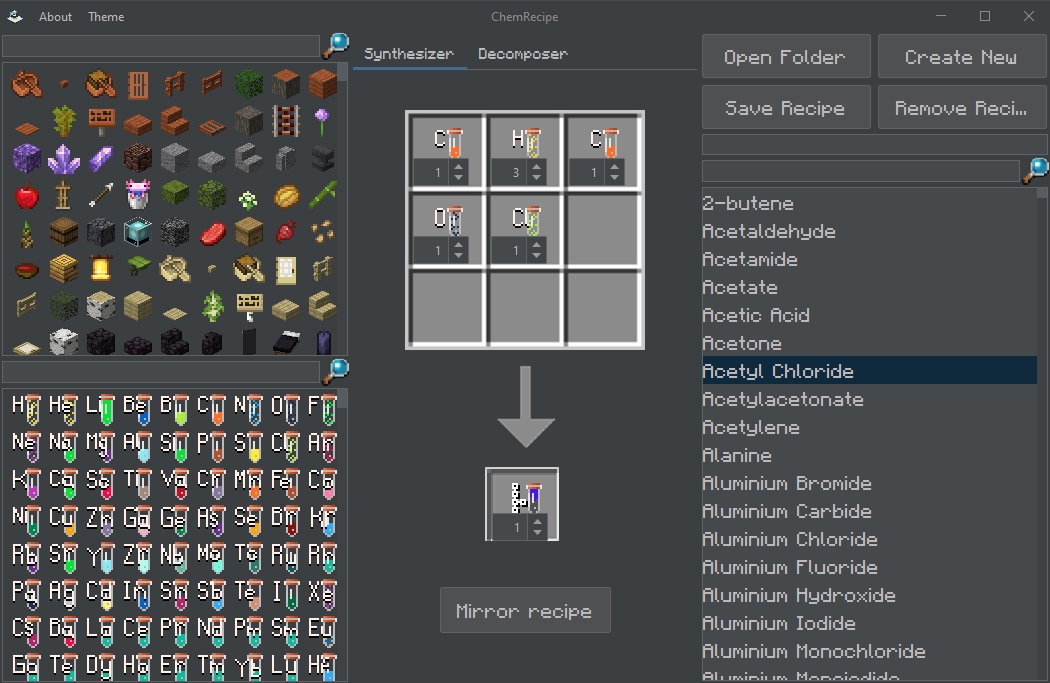 About Theme ChemRecipe
Synthesizer Decomposer
Open Folder Create New
Save Recipe Remove Reci...
C H C
1 3 1
O Cl
1 1
1
Mirror recipe
2-butene
Acetaldehyde
Acetamide
Acetate
Acetic Acid
Acetone
Acetyl Chloride
Acetylacetonate
Acetylene
Alanine
Aluminium Bromide
Aluminium Carbide
Aluminium Chloride
Aluminium Fluoride
Aluminium Hydroxide
Aluminium Iodide
Aluminium Monochloride
Aluminium Monoiodide
H He Li Be B C N O F
Ne Na Mg Al Si P S Cl Ar
K Ca Sc Ti Va Cr Mn Fe Co
Ni Cu Zn Ga Ge As Se Br Kr
Rb Sr Y Zr Nb Mo Tc Ru Rh
Pa Ag Cd In Sn Sb Te I Xe
Cs Ba La Ce Pr Nd Pm Sm Eu
Gd Tb Dy Ho Er Tm Yb Lu Hf